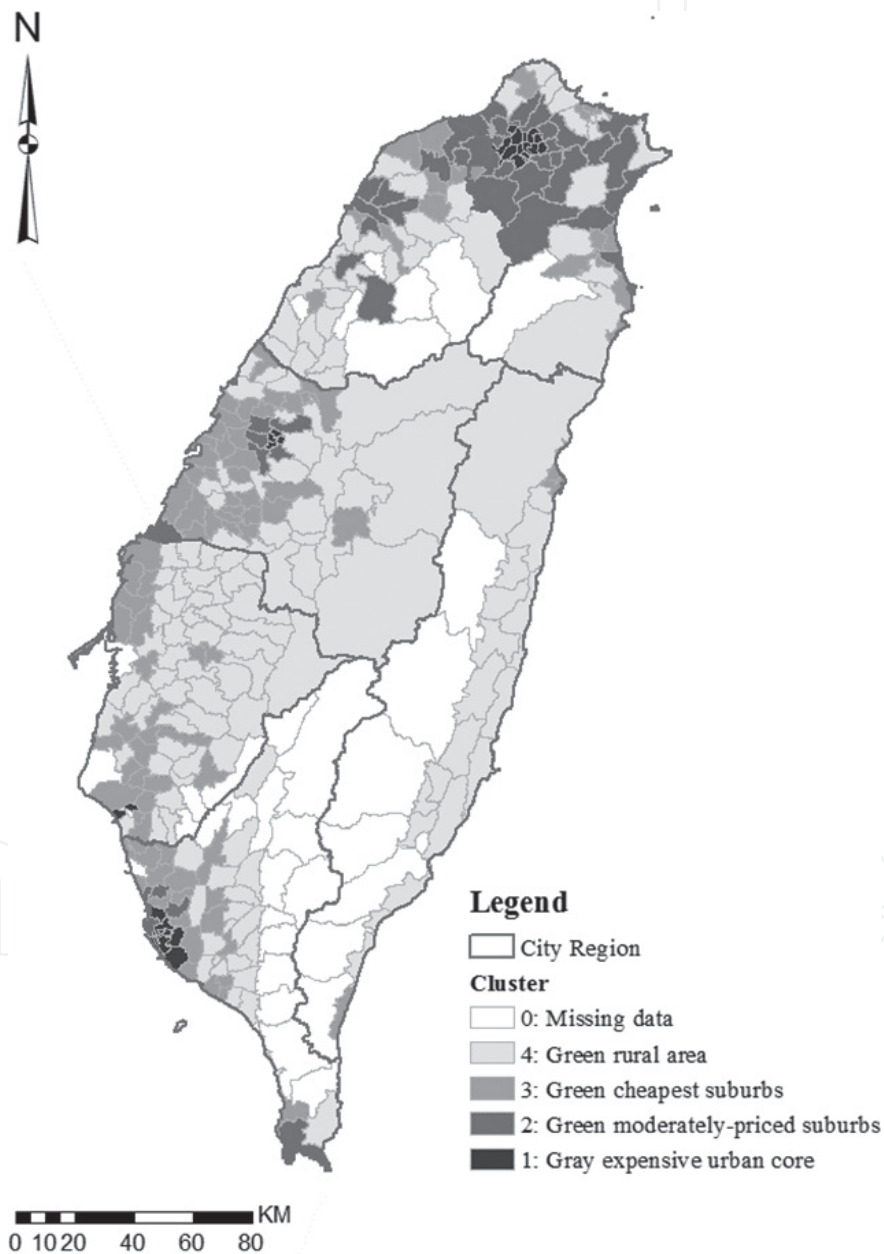 N
Legend
City Region
Cluster
0: Missing data
4: Green rural area
3: Green cheapest suburbs
2: Green moderately-priced suburbs
1: Gray expensive urban core
KM
0 10 20 40 60 80